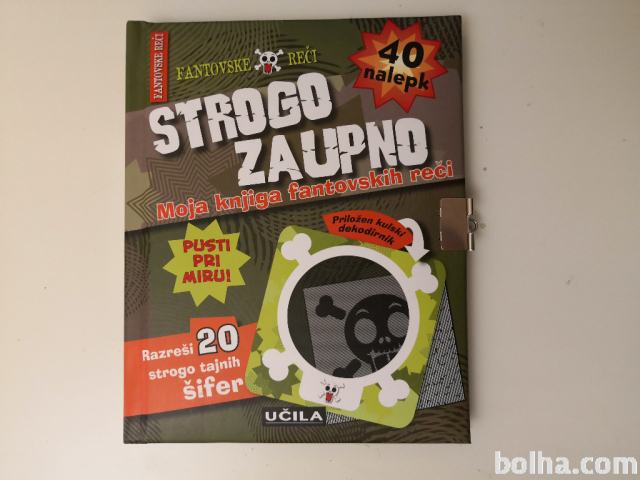 FANTOVSKE REČI
FANTOVSKE REČI
40
nalepk
STROGO
ZAUPNO
Moja knjiga fantovskih reči
Priložen kulski
dekodirnik
PUSTI
PRI
MIRU!
Razreši 20
strogo tajnih
šifer
UČILA
bolha.com